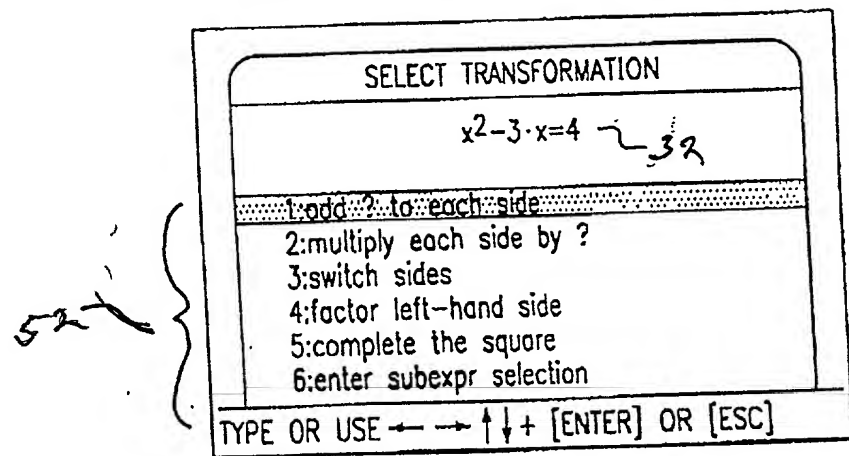 SELECT TRANSFORMATION
x²-3·x=4
32
1:add ? to each side
2:multiply each side by ?
3:switch sides
4:factor left-hand side
5:complete the square
6:enter subexpr selection
52
TYPE OR USE ← → ↑ ↓ + [ENTER] OR [ESC]